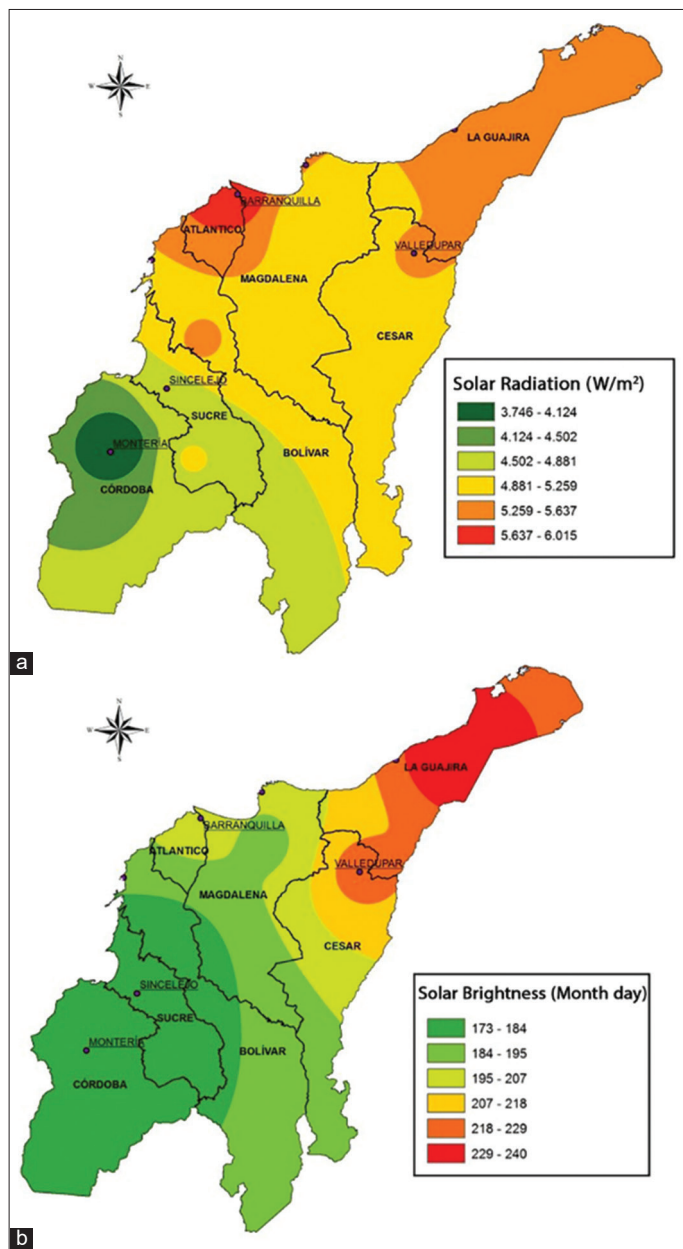 N
W E
S
LA GUAJIRA
BARRANQUILLA
ATLANTICO
VALLEDUPAR
MAGDALENA
CESAR
SINCELEJO
SUCRE
BOLÍVAR
MONTERÍA
CÓRDOBA
Solar Radiation (W/m²)
3.746 - 4.124
4.124 - 4.502
4.502 - 4.881
4.881 - 5.259
5.259 - 5.637
5.637 - 6.015
a
N
W E
S
LA GUAJIRA
BARRANQUILLA
ATLANTICO
VALLEDUPAR
MAGDALENA
CESAR
SINCELEJO
SUCRE
BOLÍVAR
MONTERÍA
CÓRDOBA
Solar Brightness (Month day)
173 - 184
184 - 195
195 - 207
207 - 218
218 - 229
229 - 240
b